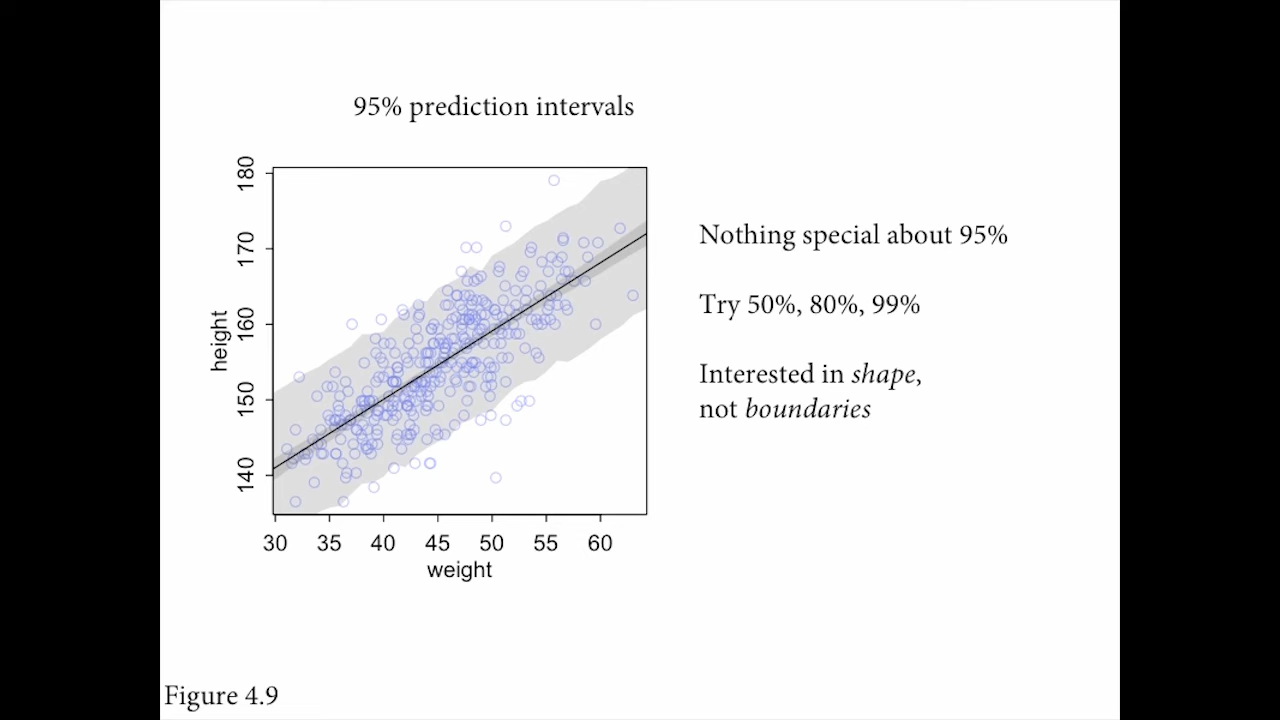 95% prediction intervals
180
170
160
150
140
height
30 35 40 45 50 55 60
weight
Nothing special about 95%
Try 50%, 80%, 99%
Interested in shape,
not boundaries
Figure 4.9